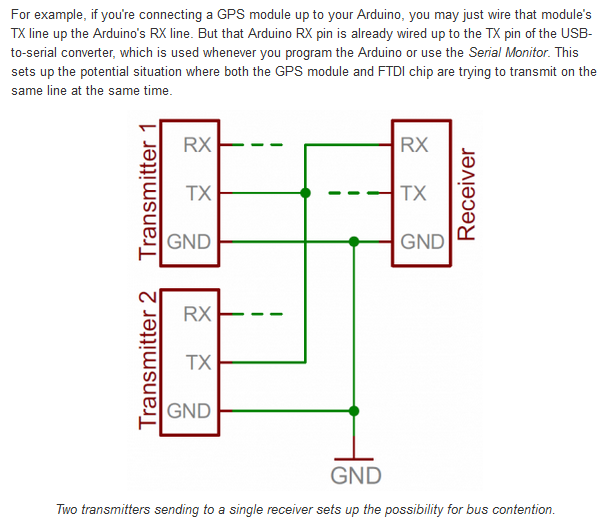 For example, if you're connecting a GPS module up to your Arduino, you may just wire that module's
TX line up the Arduino's RX line. But that Arduino RX pin is already wired up to the TX pin of the USB-
to-serial converter, which is used whenever you program the Arduino or use the Serial Monitor. This
sets up the potential situation where both the GPS module and FTDI chip are trying to transmit on the
same line at the same time.
Transmitter 1
RX
TX
GND
RX
TX
GND
Receiver
Transmitter 2
RX
TX
GND
GND
Two transmitters sending to a single receiver sets up the possibility for bus contention.